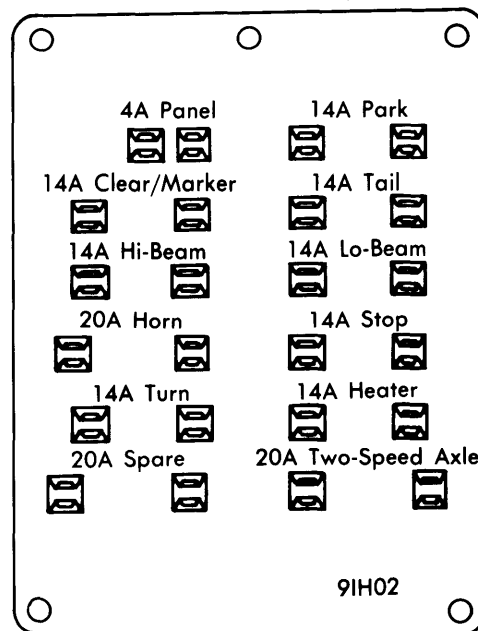 4A Panel
14A Park
14A Clear/Marker
14A Tail
14A Hi-Beam
14A Lo-Beam
20A Horn
14A Stop
14A Turn
14A Heater
20A Spare
20A Two-Speed Axle
9IH02